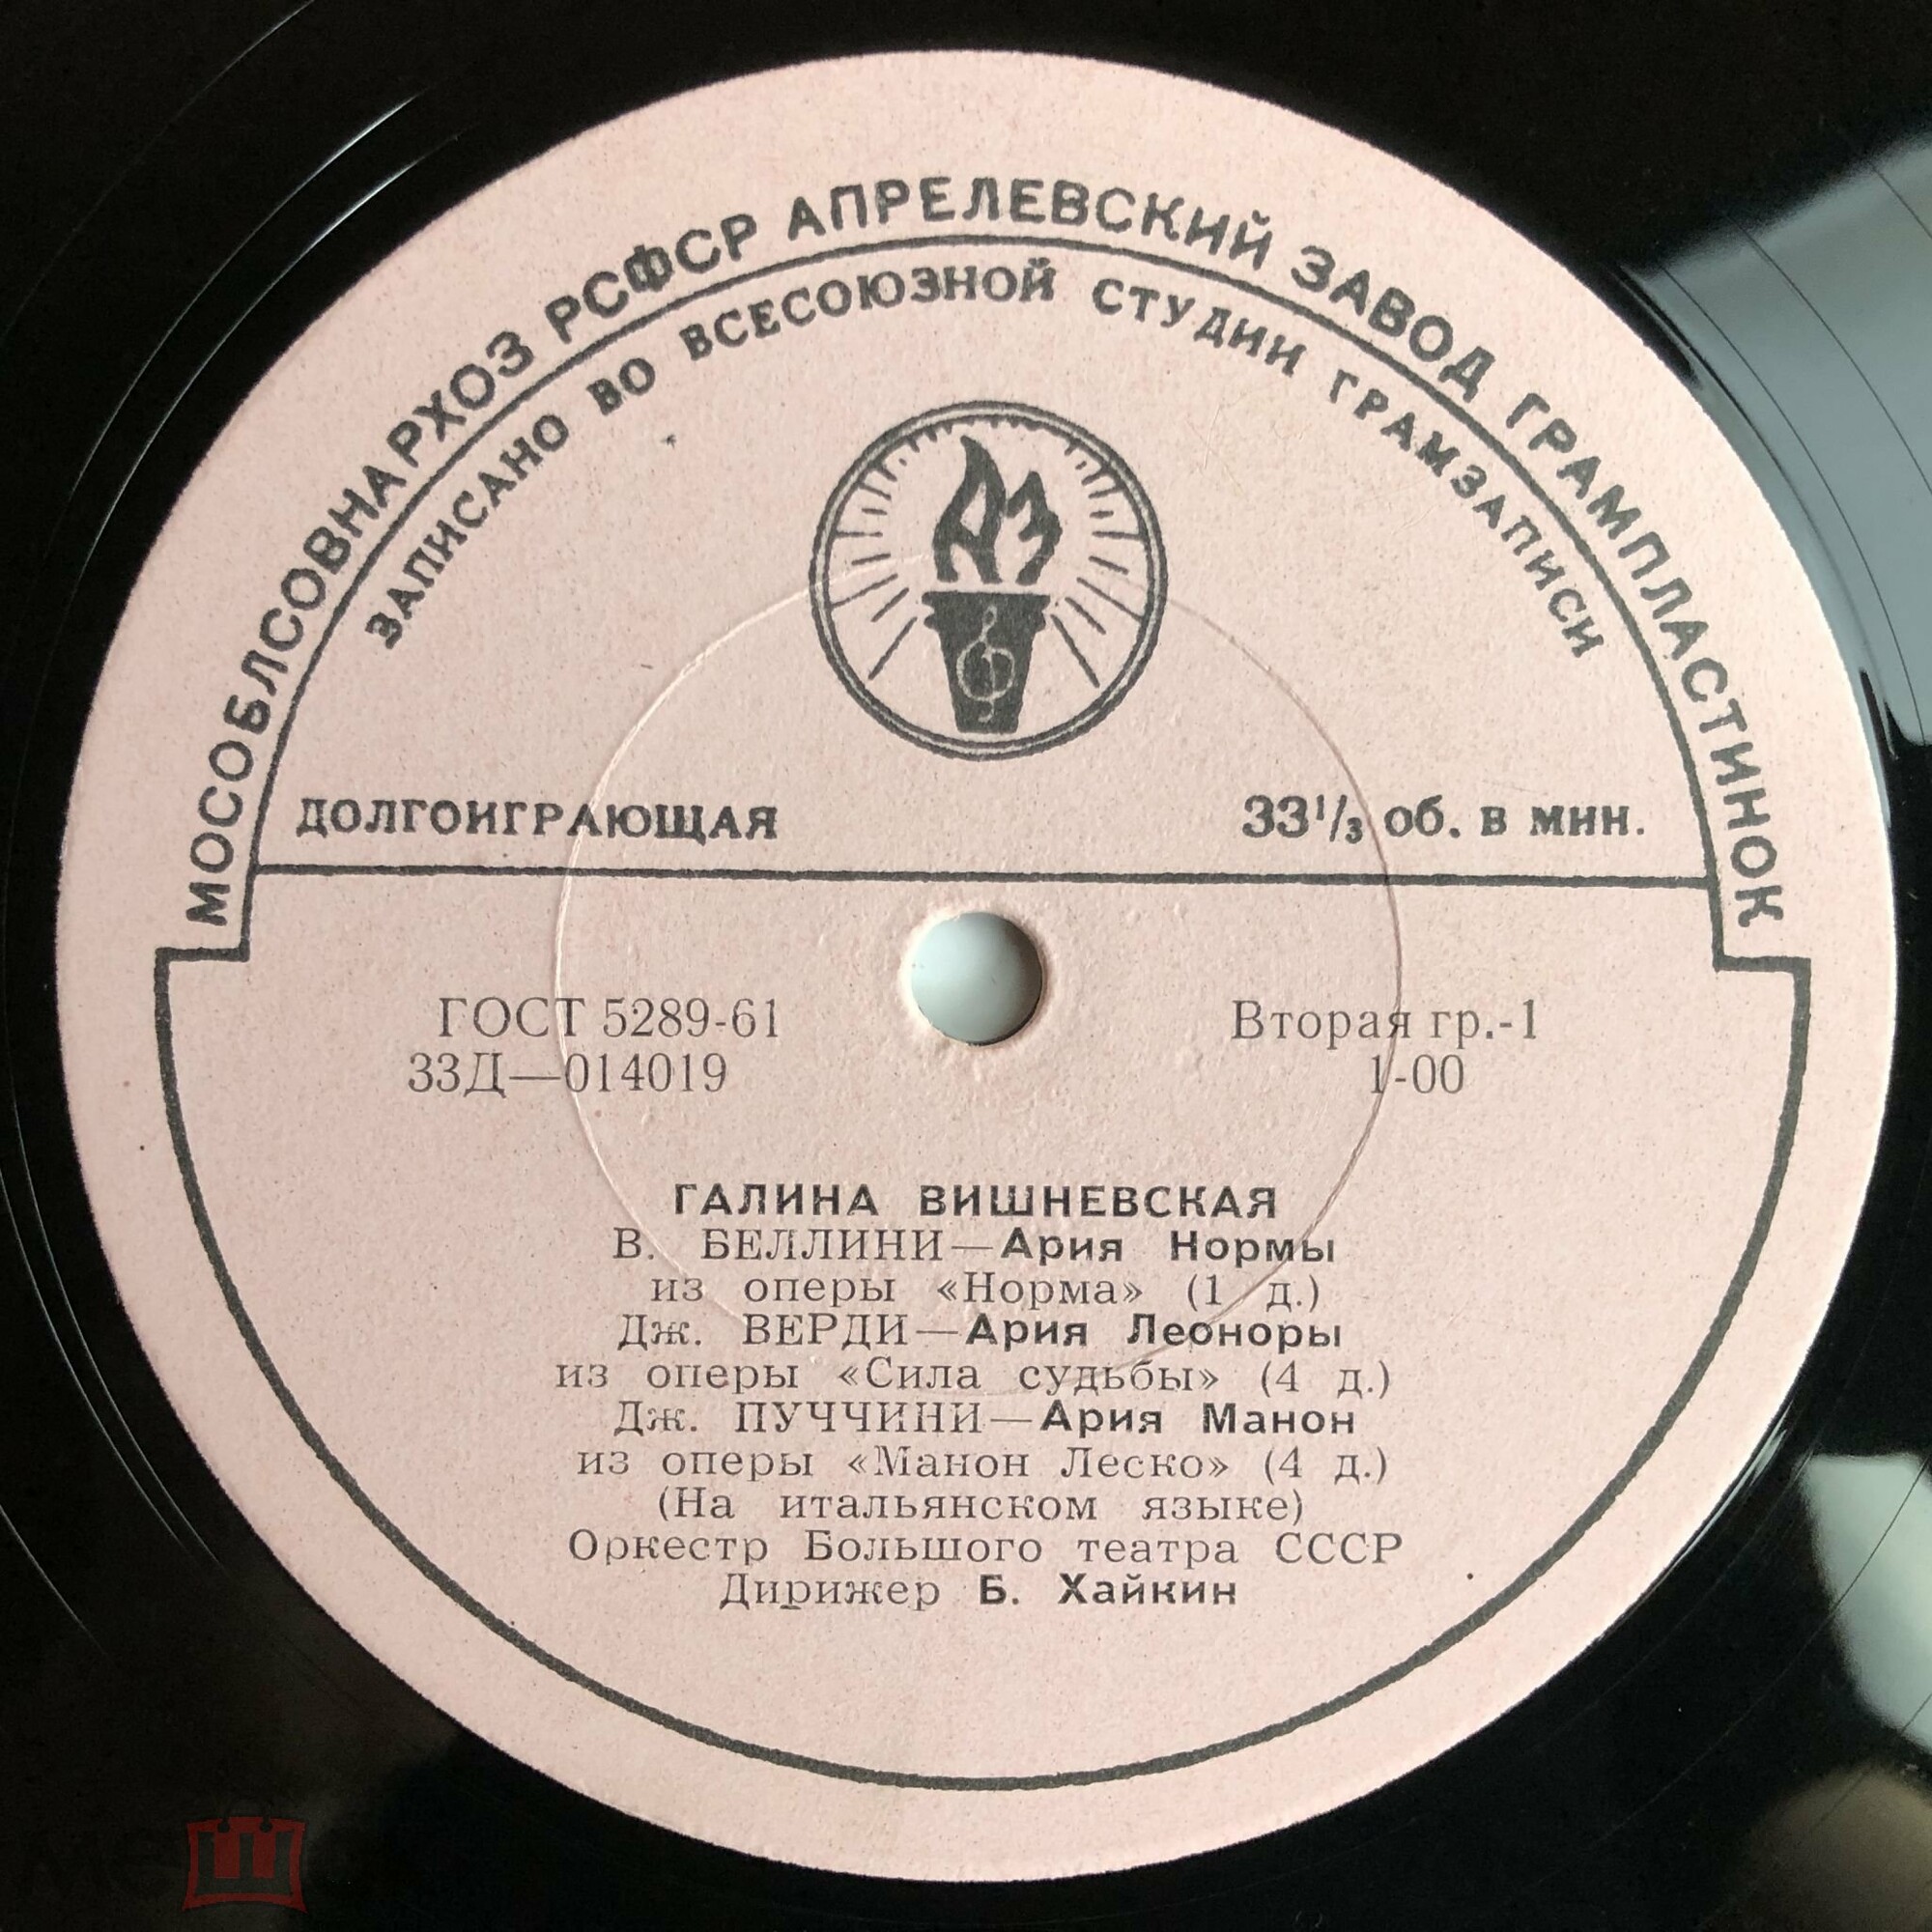 МОСОБЛСОВНАРХОЗ РСФСР АПРЕЛЕВСКИЙ ЗАВОД ГРАМПЛАСТИНОК
ЗАПИСАНО ВО ВСЕСОЮЗНОЙ СТУДИИ ГРАМЗАПИСИ
ДОЛГОИГРАЮЩАЯ 33 1/3 об. в мин.
ГОСТ 5289-61 Вторая гр.-1
33Д—014019 1-00
ГАЛИНА ВИШНЕВСКАЯ
В. БЕЛЛИНИ—Ария Нормы
из оперы «Норма» (1 д.)
Дж. ВЕРДИ—Ария Леоноры
из оперы «Сила судьбы» (4 д.)
Дж. ПУЧЧИНИ—Ария Манон
из оперы «Манон Леско» (4 д.)
(На итальянском языке)
Оркестр Большого театра СССР
Дирижер Б. Хайкин